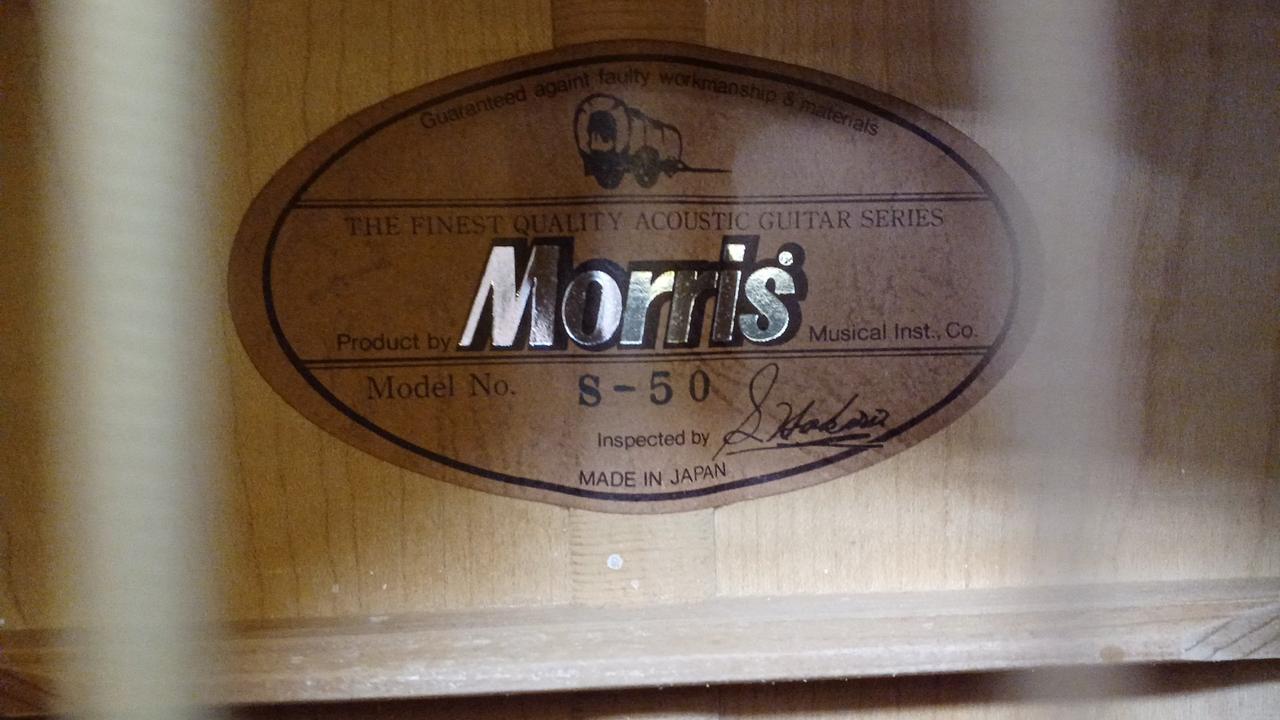 Guaranteed againt faulty workmanship & materials
THE FINEST QUALITY ACOUSTIC GUITAR SERIES
Product by Morris Musical Inst., Co.
Model No. S-50
Inspected by
MADE IN JAPAN